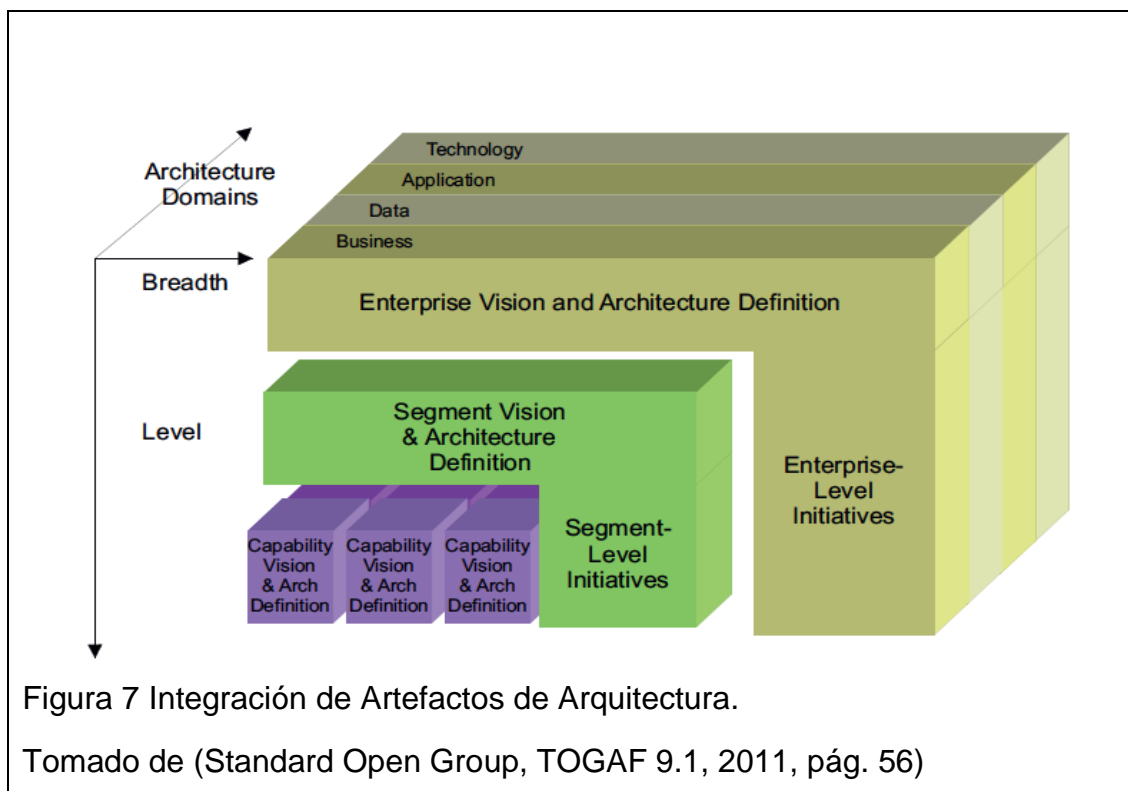 Architecture
Domains
Technology
Application
Data
Business
Breadth
Enterprise Vision and Architecture Definition
Level
Segment Vision
& Architecture
Definition
Enterprise-
Level
Initiatives
Segment-
Level
Initiatives
Capability
Vision
& Arch
Definition
Capability
Vision
& Arch
Definition
Capability
Vision
& Arch
Definition
Figura 7 Integración de Artefactos de Arquitectura.
Tomado de (Standard Open Group, TOGAF 9.1, 2011, pág. 56)